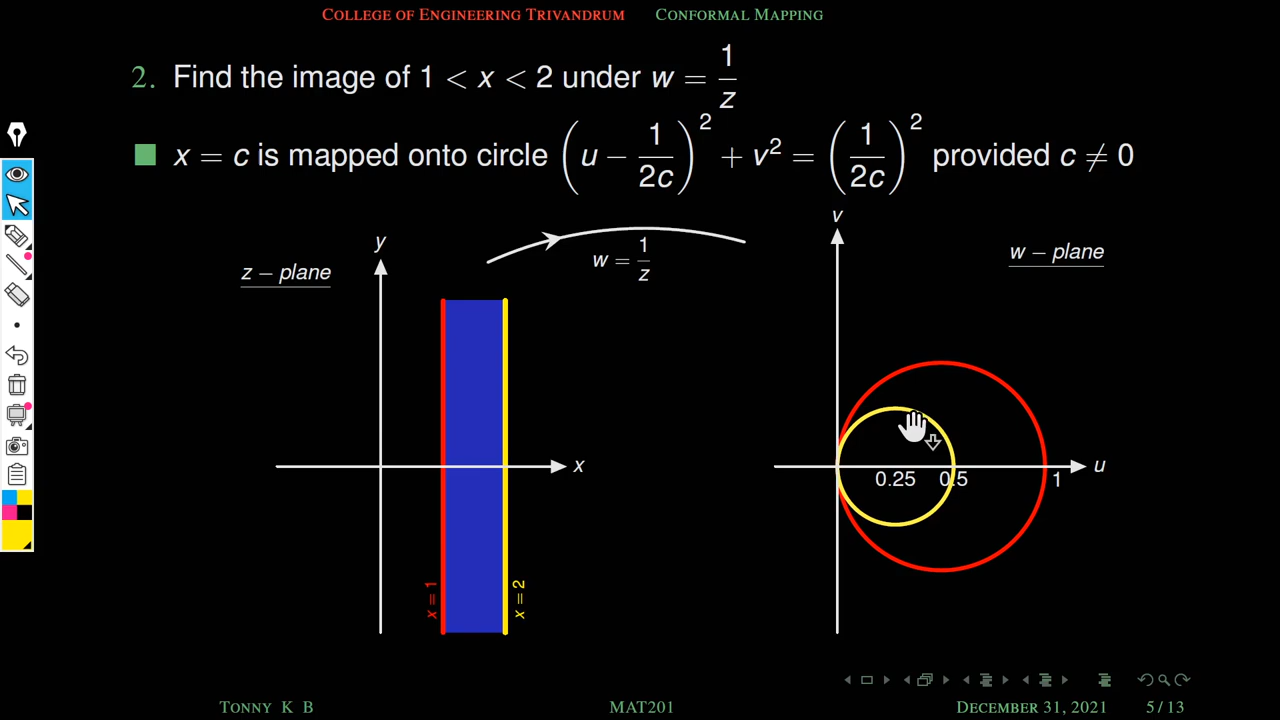 COLLEGE OF ENGINEERING TRIVANDRUM CONFORMAL MAPPING
2. Find the image of 1 < x < 2 under w = 1/z
x = c is mapped onto circle (u − 1/2c)² + v² = (1/2c)² provided c ≠ 0
v
y
w = 1/z
z − plane
w − plane
x
u
0.25 0.5 1
x = 1
x = 2
TONNY K B MAT201 DECEMBER 31, 2021 5 / 13